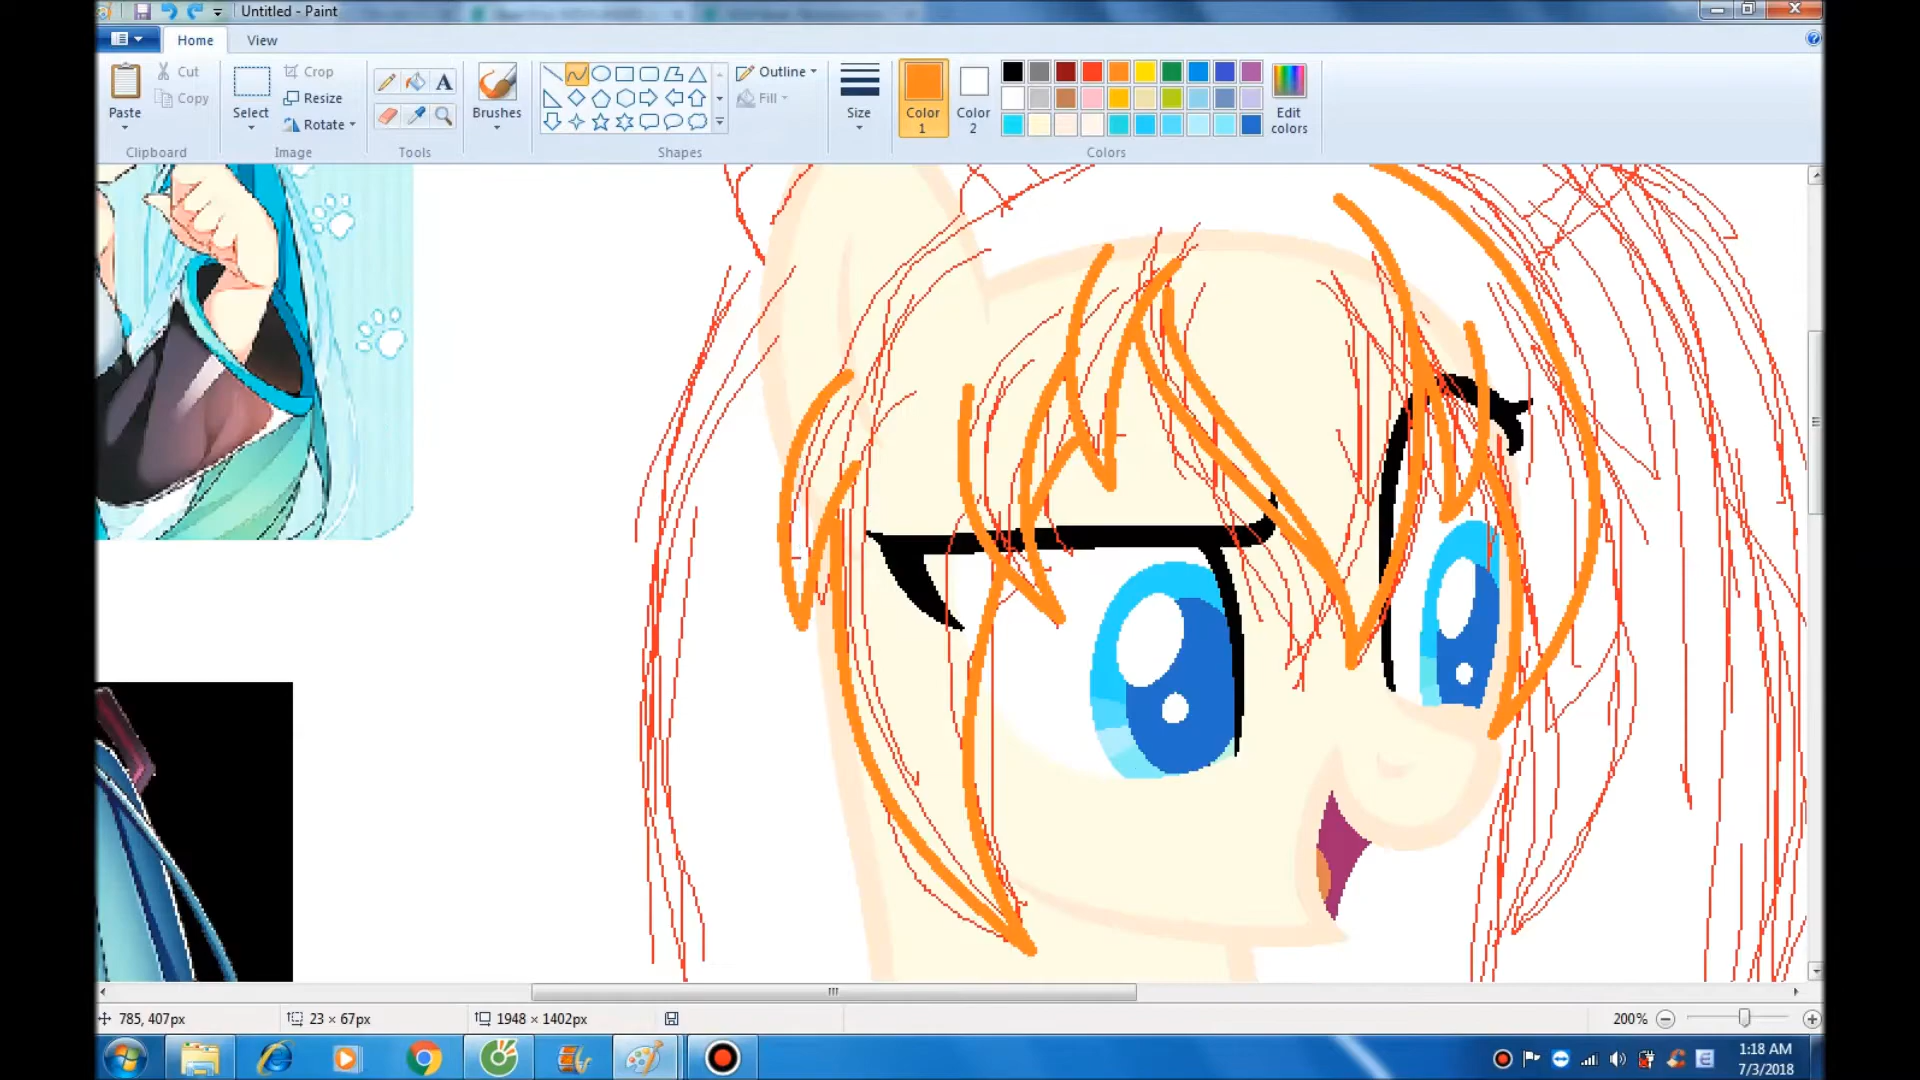 Untitled - Paint
Home View
Paste
Cut
Copy
Clipboard
Select
Crop
Resize
Rotate
Image
A
Tools
Brushes
Shapes
Outline
Fill
Size
Color 1
Color 2
Edit colors
Colors
785, 407px
23 × 67px
1948 × 1402px
200%
1:18 AM
7/3/2018